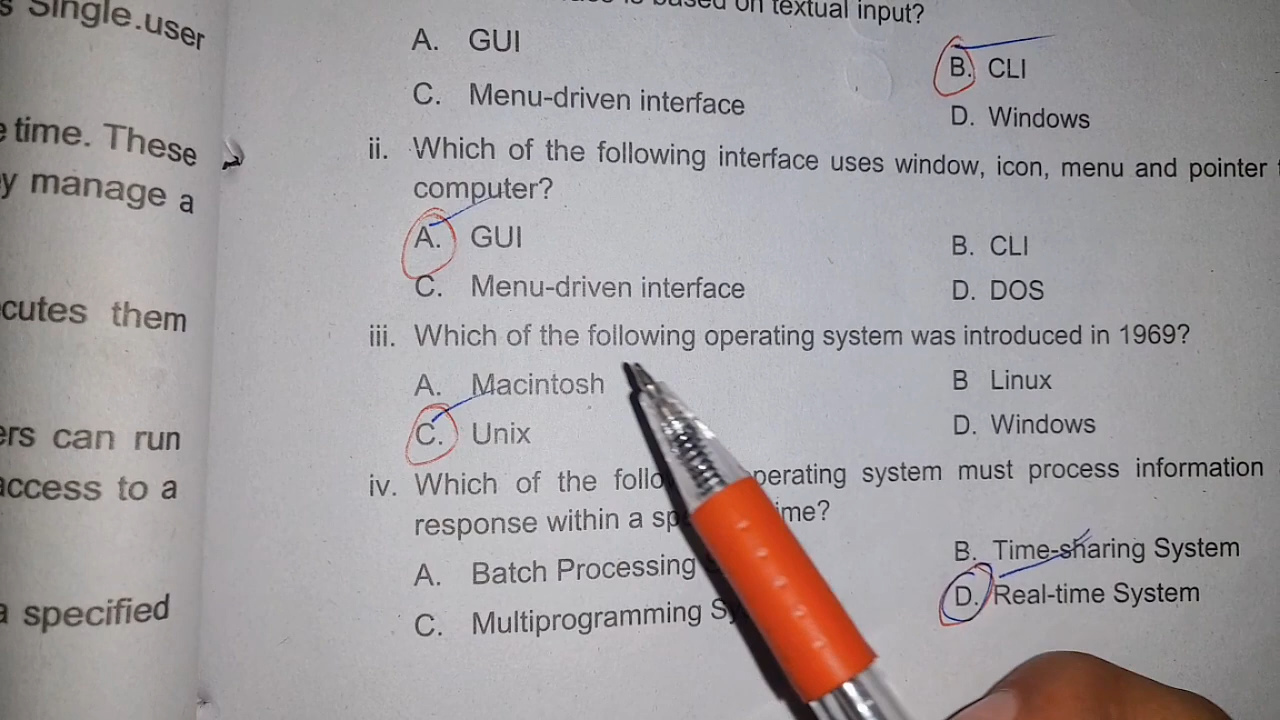 s Single.user
time. These
y manage a
cutes them
ers can run
access to a
a specified
based on textual input?
A. GUI
B. CLI
C. Menu-driven interface
D. Windows
ii. Which of the following interface uses window, icon, menu and pointer
computer?
A. GUI
B. CLI
C. Menu-driven interface
D. DOS
iii. Which of the following operating system was introduced in 1969?
A. Macintosh
B Linux
C. Unix
D. Windows
iv. Which of the follo perating system must process information
response within a sp ime?
A. Batch Processing
B. Time-sharing System
C. Multiprogramming Sy
D. Real-time System